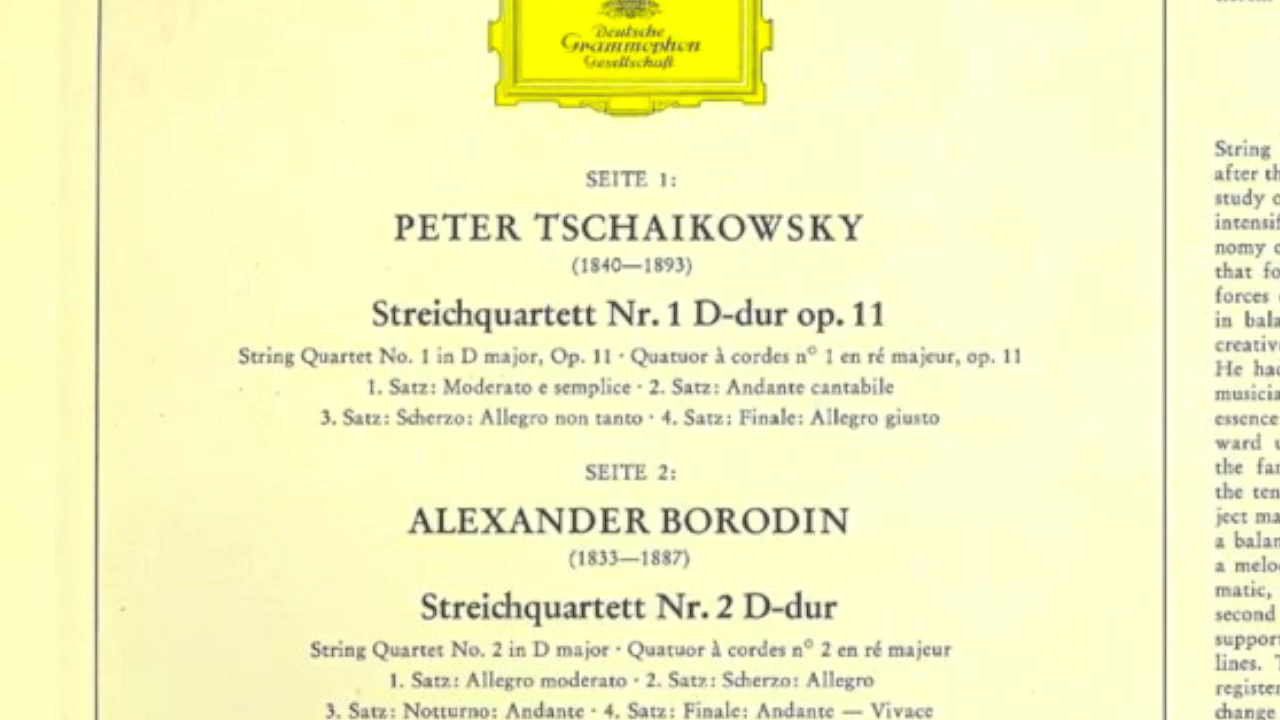 Deutsche
Grammophon
Gesellschaft
SEITE 1:
PETER TSCHAIKOWSKY
(1840—1893)
Streichquartett Nr. 1 D-dur op. 11
String Quartet No. 1 in D major, Op. 11 · Quatuor à cordes n° 1 en ré majeur, op. 11
1. Satz: Moderato e semplice · 2. Satz: Andante cantabile
3. Satz: Scherzo: Allegro non tanto · 4. Satz: Finale: Allegro giusto
SEITE 2:
ALEXANDER BORODIN
(1833—1887)
Streichquartett Nr. 2 D-dur
String Quartet No. 2 in D major · Quatuor à cordes n° 2 en ré majeur
1. Satz: Allegro moderato · 2. Satz: Scherzo: Allegro
3. Satz: Notturno: Andante · 4. Satz: Finale: Andante — Vivace
String
after th
study o
intensif
nomy c
that fo
forces
in bala
creative
He had
musicia
essence
ward u
the far
the ten
ject ma
a balan
a melo
matic,
second
support
lines. T
register
change